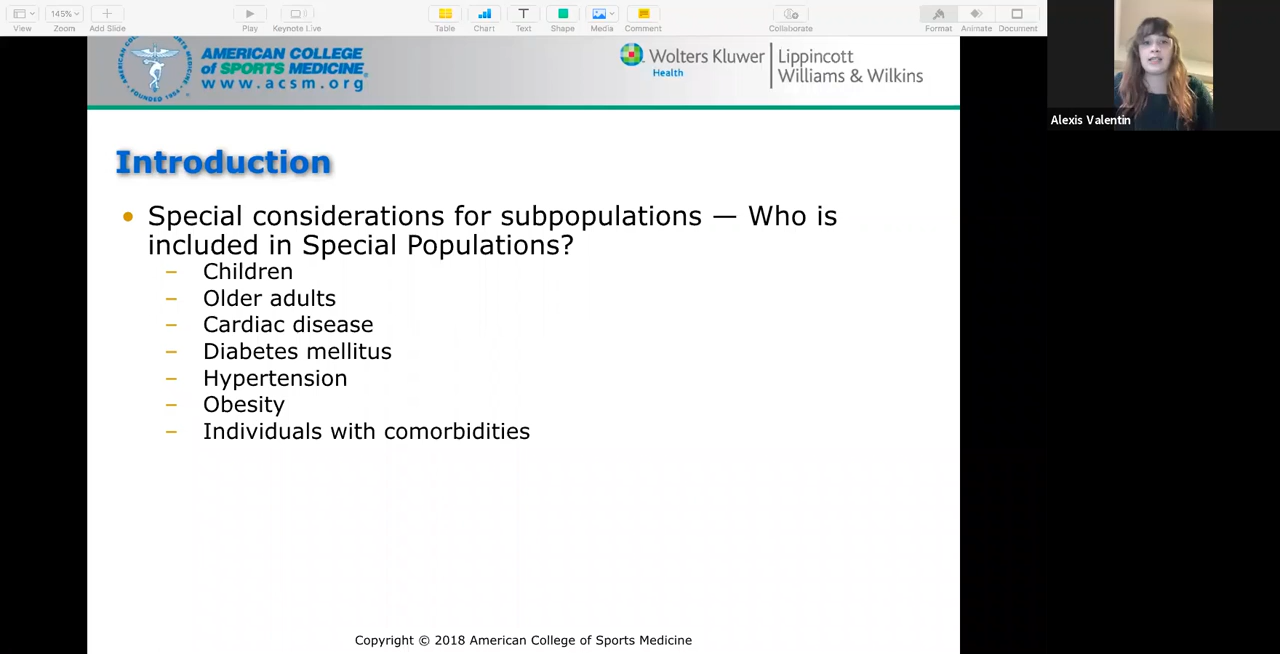 View
Zoom
Add Slide
Play
Keynote Live
Table
Chart
Text
Shape
Media
Comment
Collaborate
Format
Animate
Document
145%
AMERICAN COLLEGE
of SPORTS MEDICINE
www.acsm.org
FOUNDED 1954
Wolters Kluwer
Health
Lippincott
Williams & Wilkins
Alexis Valentin
Introduction
• Special considerations for subpopulations — Who is
included in Special Populations?
– Children
– Older adults
– Cardiac disease
– Diabetes mellitus
– Hypertension
– Obesity
– Individuals with comorbidities
Copyright © 2018 American College of Sports Medicine